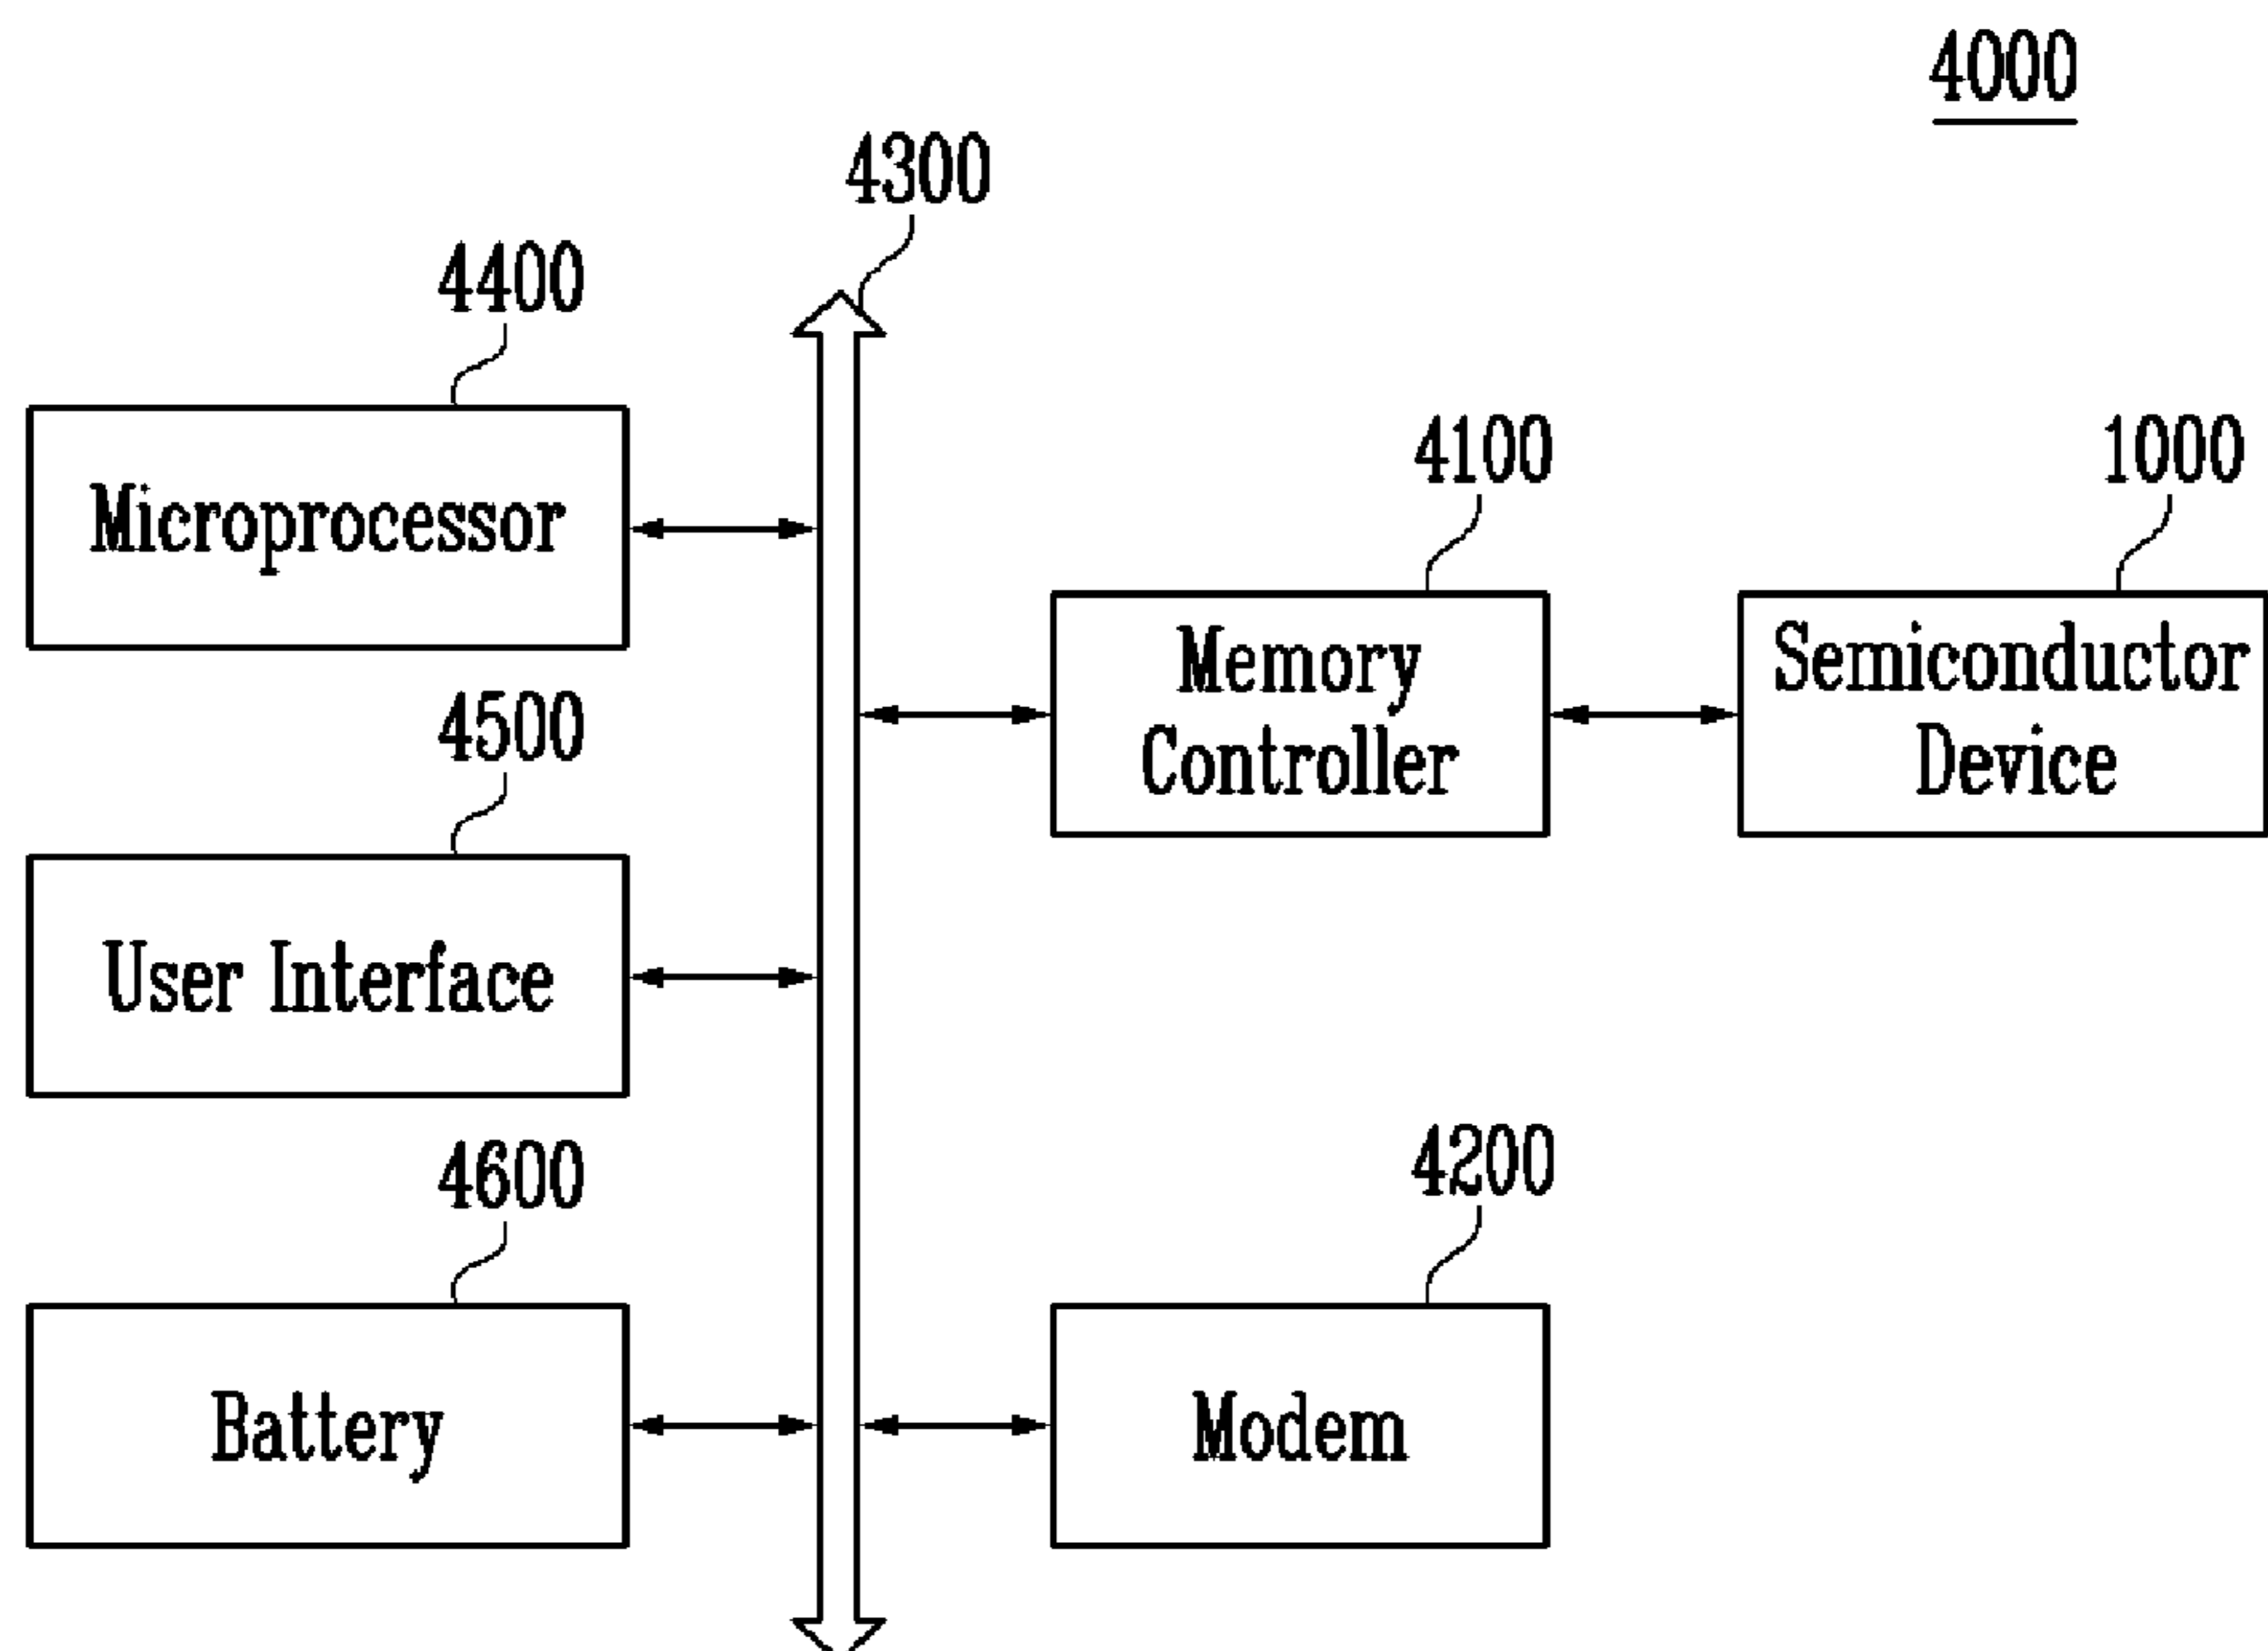 4000
4300
4400
Microprocessor
4100
1000
Memory
Controller
Semiconductor
Device
4500
User Interface
4600
Battery
4200
Modem